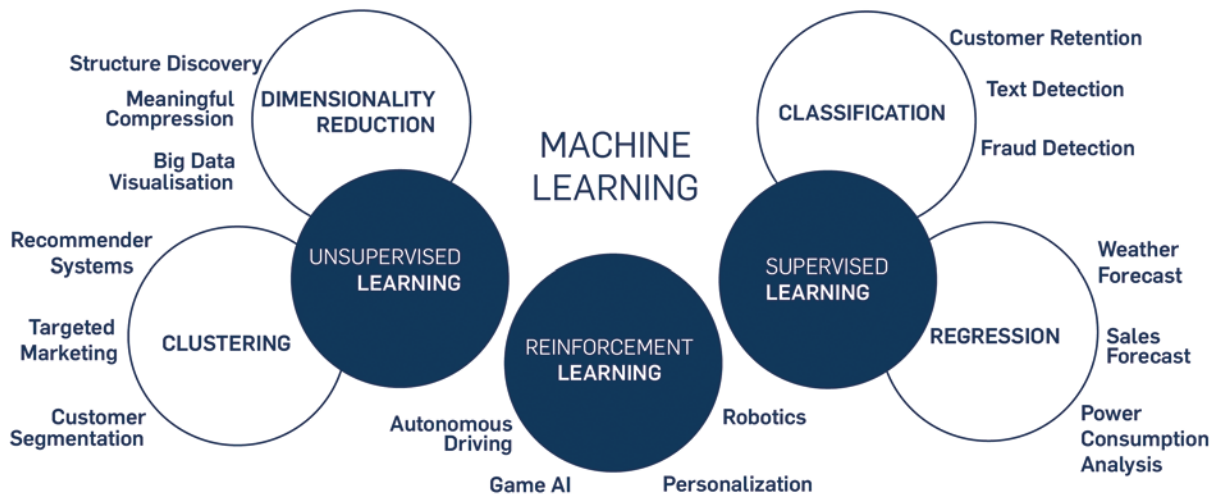 MACHINE
LEARNING
Structure Discovery
Meaningful
Compression
Big Data
Visualisation
DIMENSIONALITY
REDUCTION
Recommender
Systems
Targeted
Marketing
Customer
Segmentation
CLUSTERING
UNSUPERVISED
LEARNING
REINFORCEMENT
LEARNING
Autonomous
Driving
Game AI
Personalization
Robotics
SUPERVISED
LEARNING
CLASSIFICATION
Customer Retention
Text Detection
Fraud Detection
REGRESSION
Weather
Forecast
Sales
Forecast
Power
Consumption
Analysis